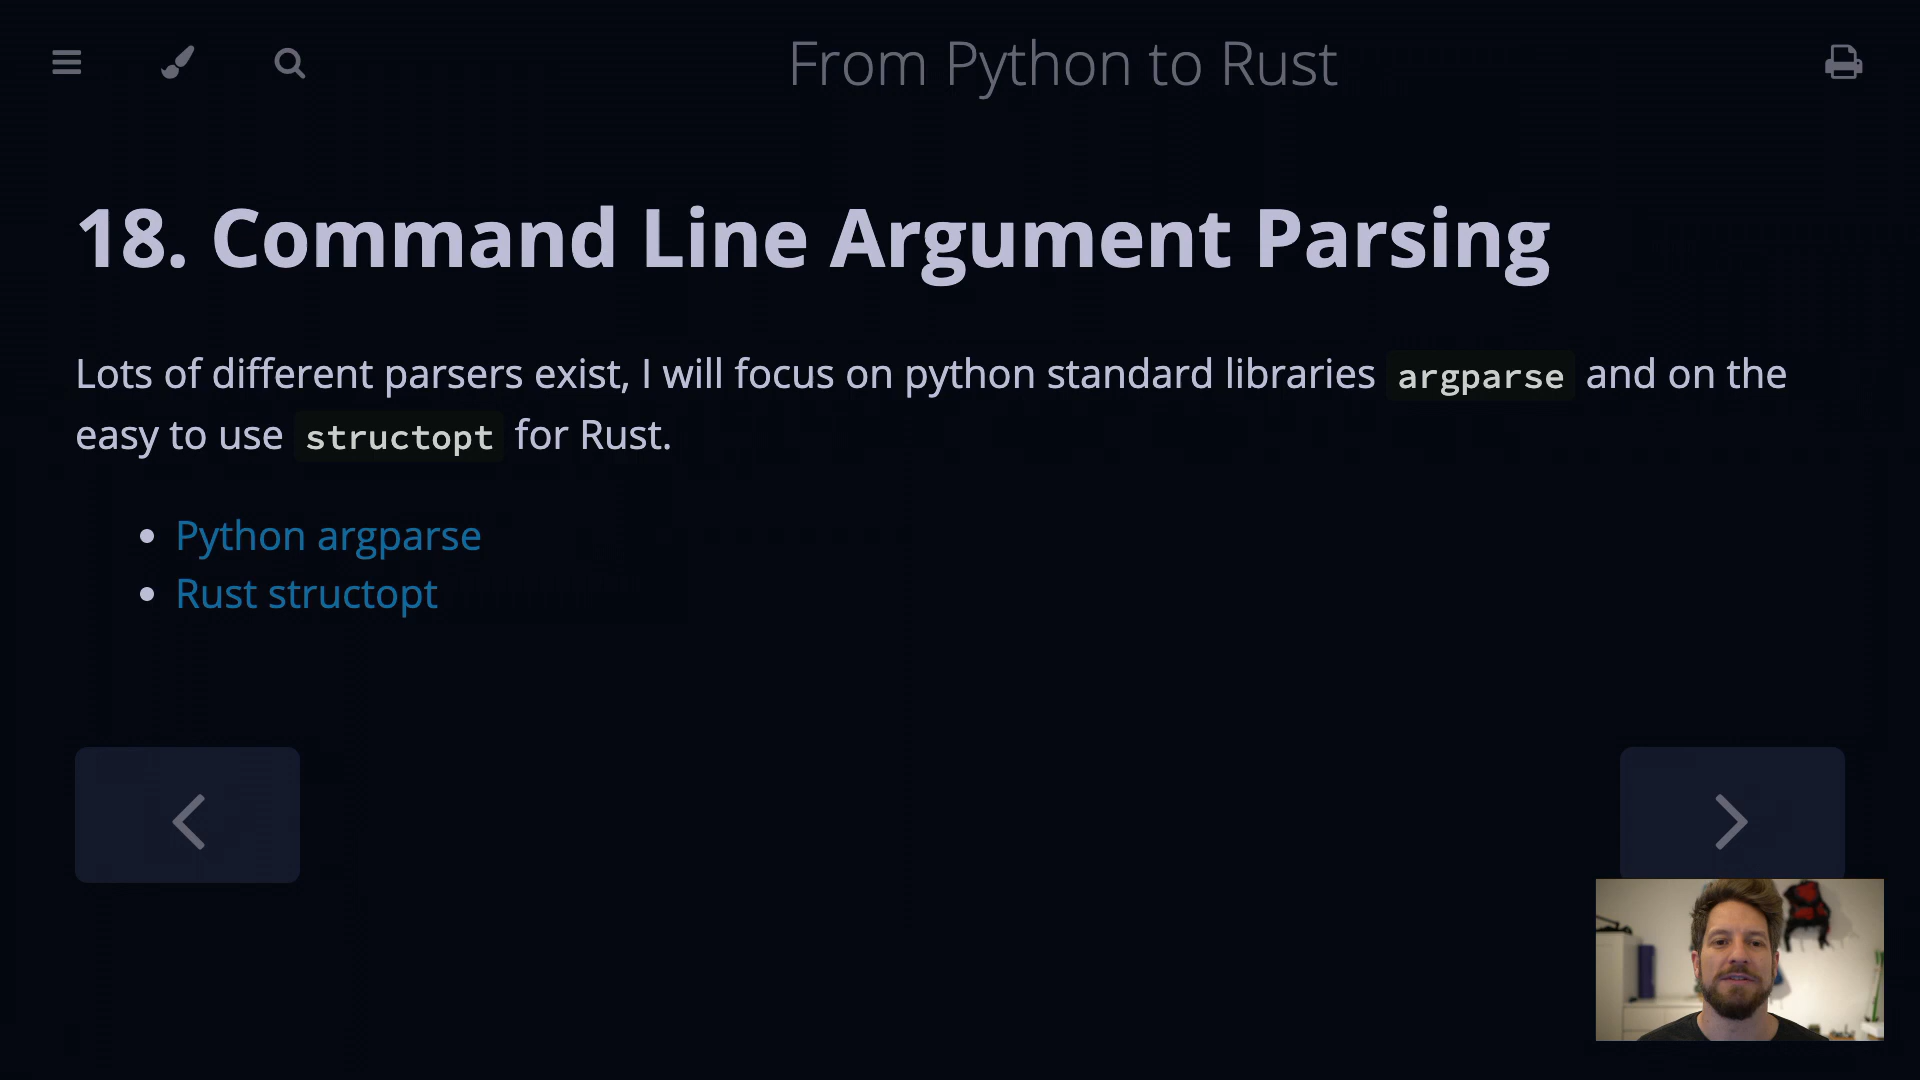 From Python to Rust
18. Command Line Argument Parsing
Lots of different parsers exist, I will focus on python standard libraries argparse and on the
easy to use structopt for Rust.
Python argparse
Rust structopt